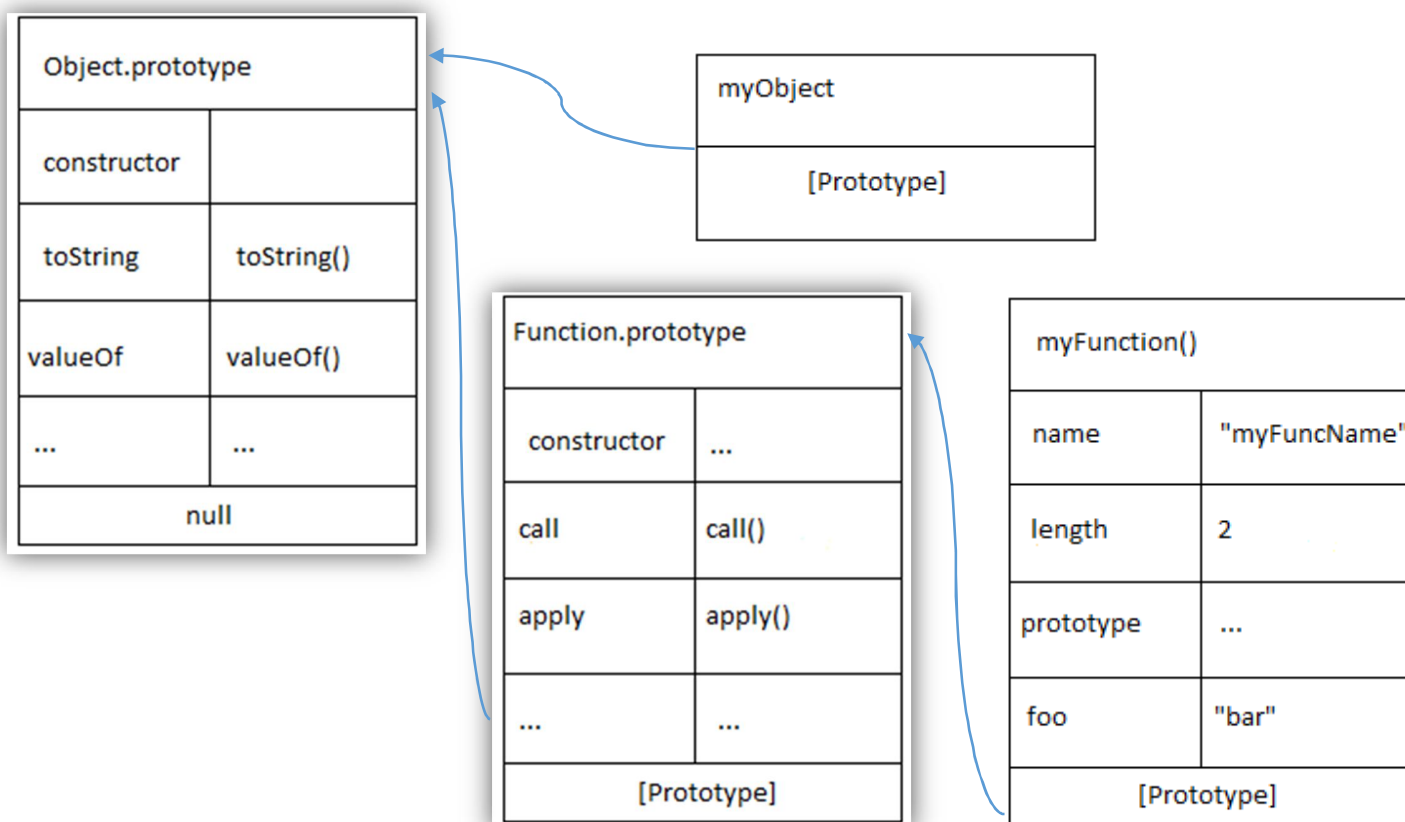 Object.prototype
constructor
toString toString()
valueOf valueOf()
... ...
null
myObject
[Prototype]
Function.prototype
constructor ...
call call()
apply apply()
... ...
[Prototype]
myFunction()
name "myFuncName"
length 2
prototype ...
foo "bar"
[Prototype]